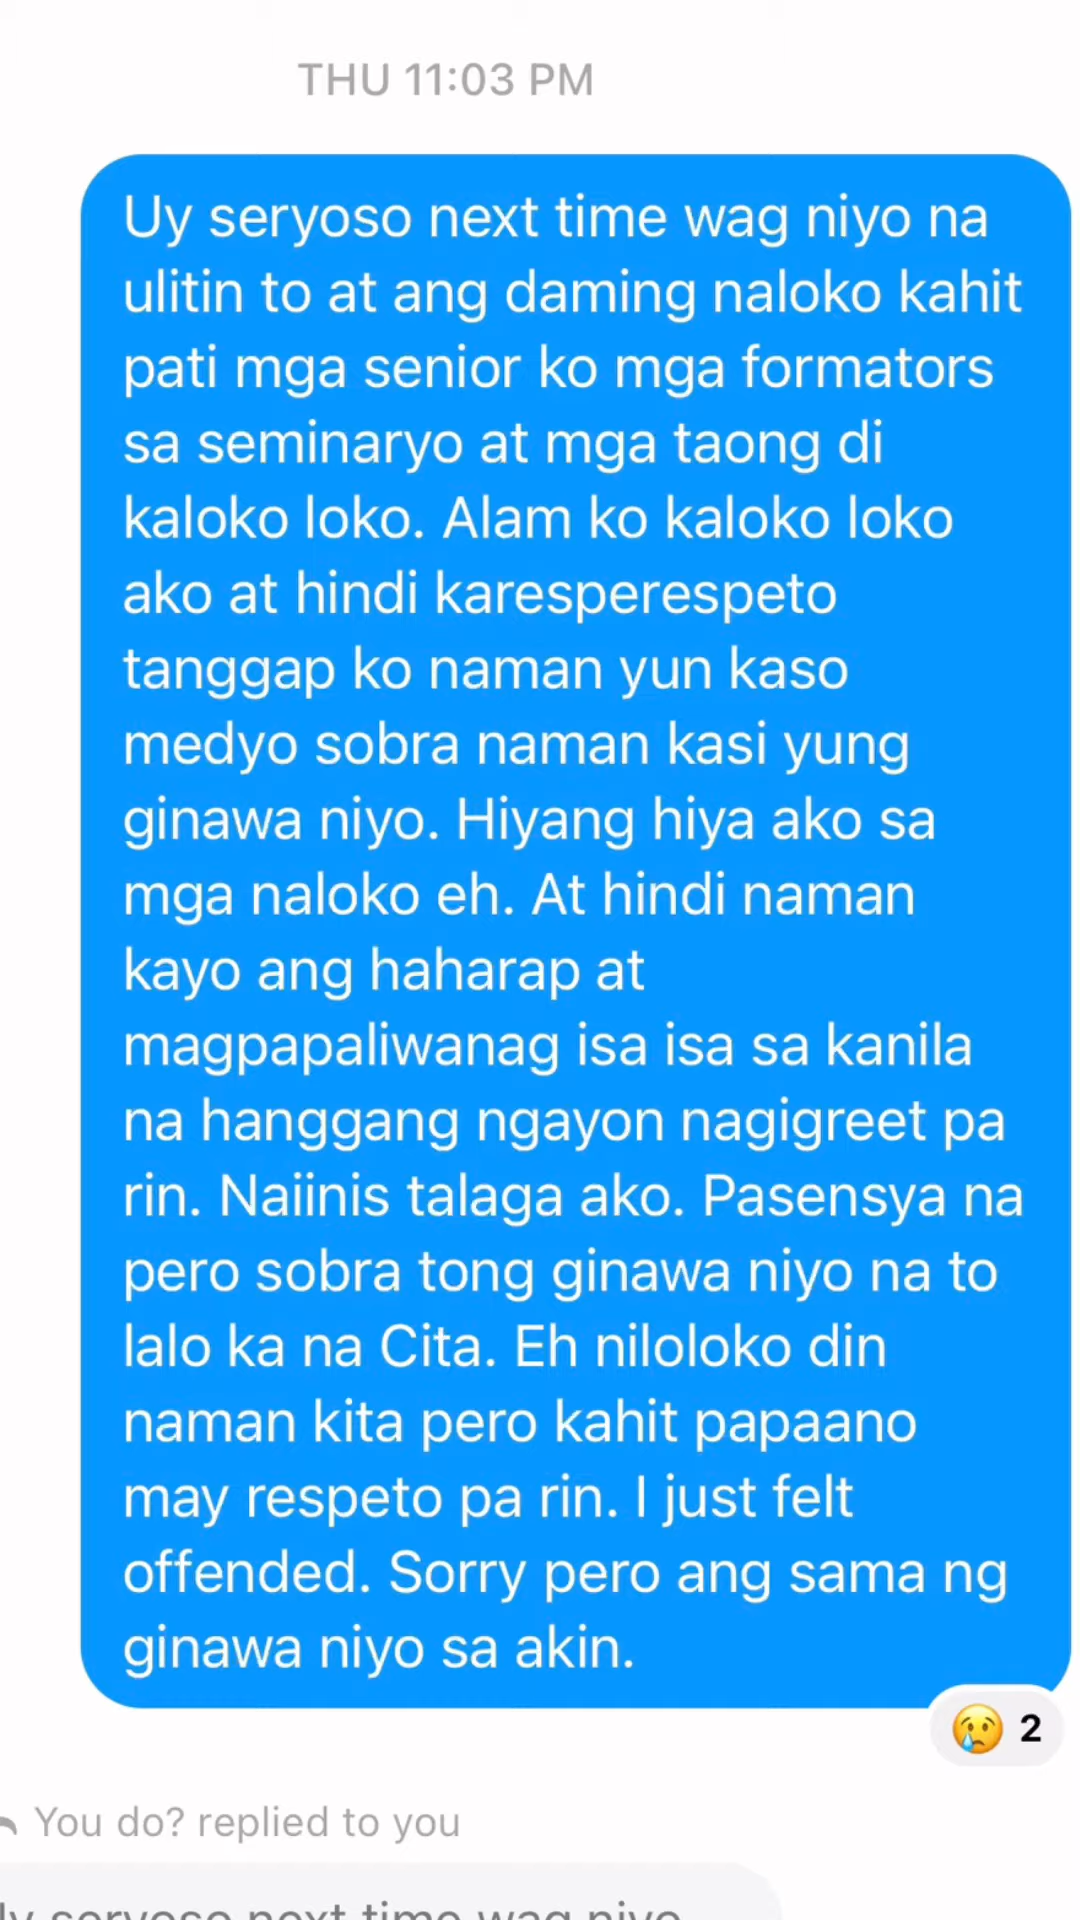 THU 11:03 PM
Uy seryoso next time wag niyo na
ulitin to at ang daming naloko kahit
pati mga senior ko mga formators
sa seminaryo at mga taong di
kaloko loko. Alam ko kaloko loko
ako at hindi karesperespeto
tanggap ko naman yun kaso
medyo sobra naman kasi yung
ginawa niyo. Hiyang hiya ako sa
mga naloko eh. At hindi naman
kayo ang haharap at
magpapaliwanag isa isa sa kanila
na hanggang ngayon nagigreet pa
rin. Naiinis talaga ako. Pasensya na
pero sobra tong ginawa niyo na to
lalo ka na Cita. Eh niloloko din
naman kita pero kahit papaano
may respeto pa rin. I just felt
offended. Sorry pero ang sama ng
ginawa niyo sa akin.
😢 2
You do? replied to you
seryoso next time wag niyo